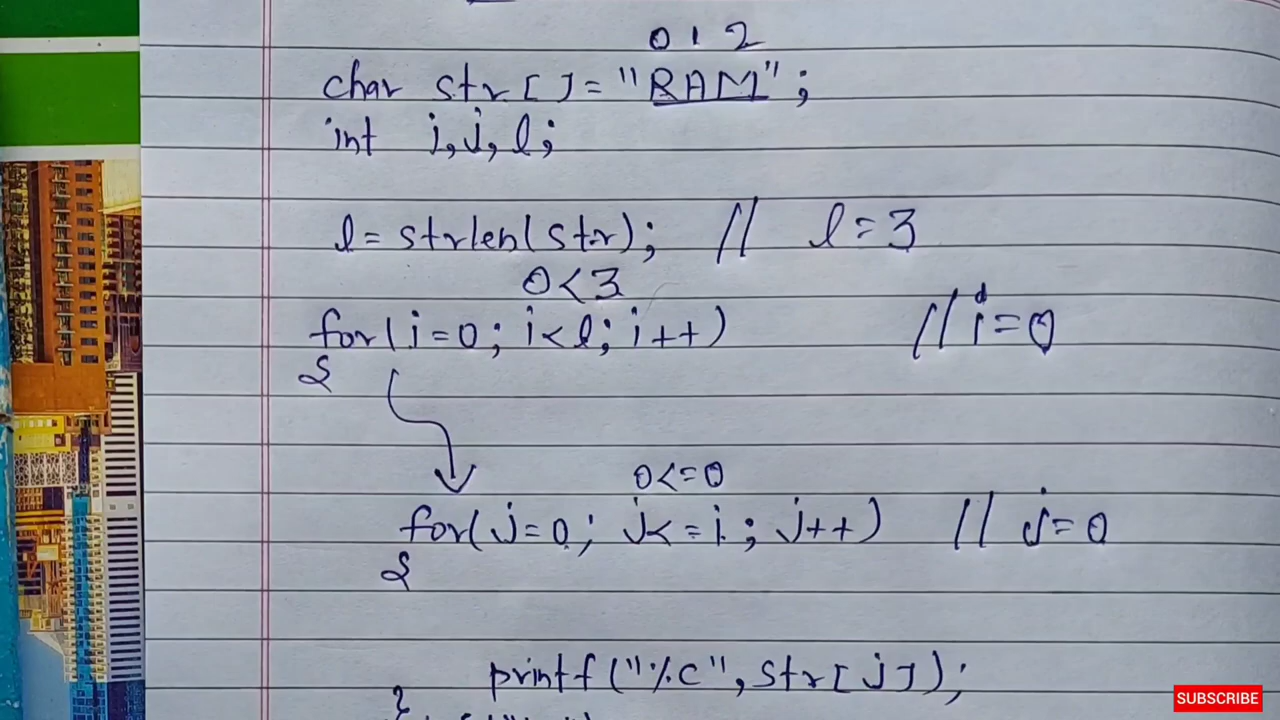 0 1 2
char str[]="RAM";
int i,j,l;
l=strlen(str); // l=3
0<3
for(i=0; i<l; i++) // i=0
{
0<=0
for(j=0; j<=i; j++) // j=0
{
printf("%c",str[j]);
}
SUBSCRIBE